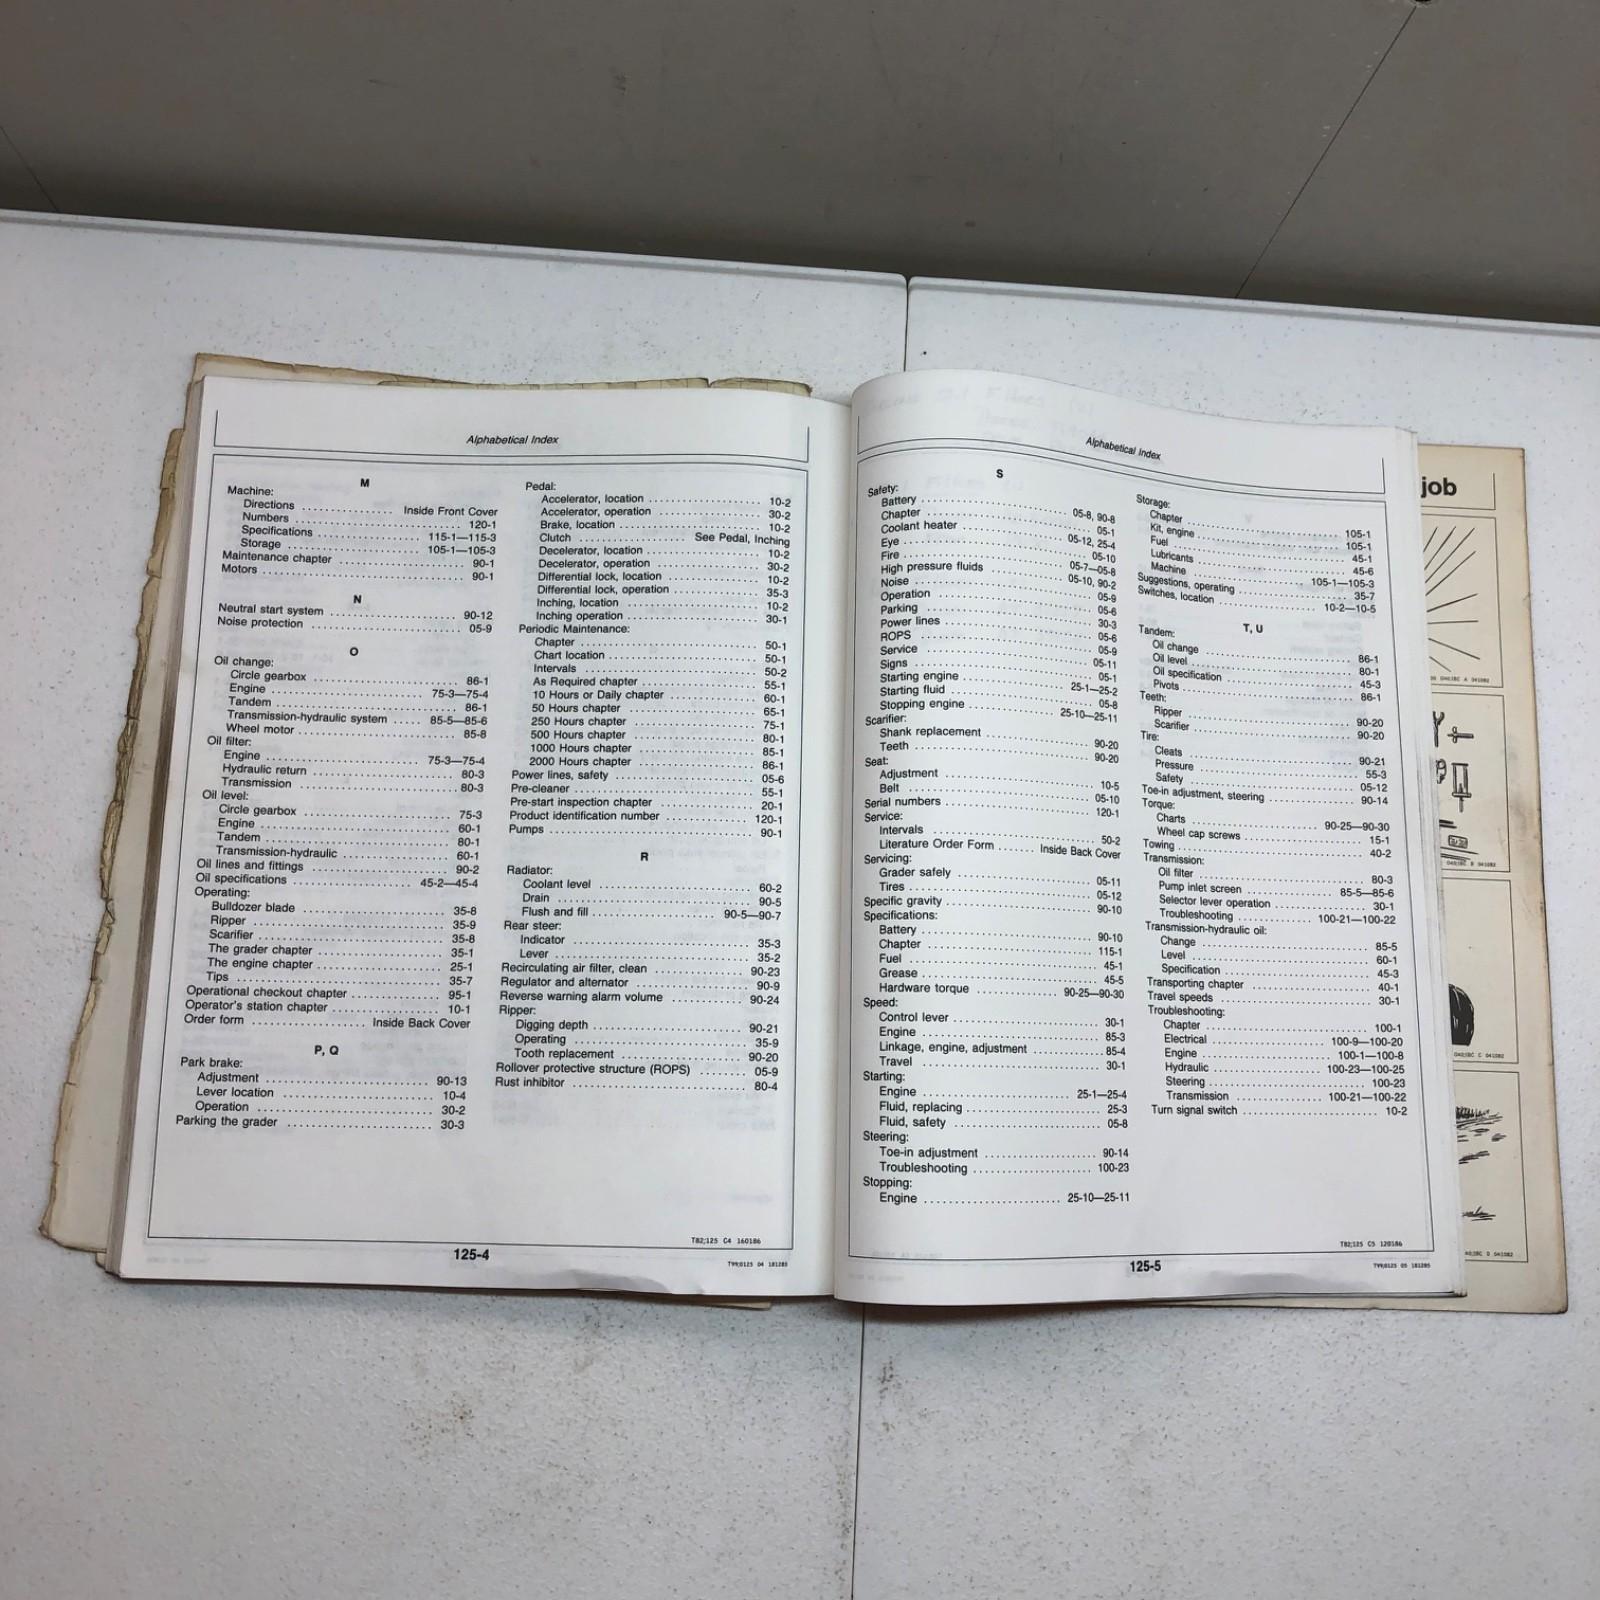 Alphabetical Index
M
Machine:
Directions ........ Inside Front Cover
Numbers ........ 120-1
Specifications ........ 115-1—115-3
Storage ........ 105-1—105-3
Maintenance chapter ........ 90-1
Motors ........ 90-1
N
Neutral start system ........ 90-12
Noise protection ........ 05-9
O
Oil change:
Circle gearbox ........ 86-1
Engine ........ 75-3—75-4
Tandem ........ 86-1
Transmission-hydraulic system ..... 85-5—85-6
Wheel motor ........ 85-8
Oil filter:
Engine ........ 75-3—75-4
Hydraulic return ........ 80-3
Transmission ........ 80-3
Oil level:
Circle gearbox ........ 75-3
Engine ........ 60-1
Tandem ........ 80-1
Transmission-hydraulic ........ 60-1
Oil lines and fittings ........ 90-2
Oil specifications ........ 45-2—45-4
Operating:
Bulldozer blade ........ 35-8
Ripper ........ 35-9
Scarifier ........ 35-8
The grader chapter ........ 35-1
The engine chapter ........ 25-1
Tips ........ 35-7
Operational checkout chapter ........ 95-1
Operator's station chapter ........ 10-1
Order form ........ Inside Back Cover
P, Q
Park brake:
Adjustment ........ 90-13
Lever location ........ 10-4
Operation ........ 30-2
Parking the grader ........ 30-3
Pedal:
Accelerator, location ........ 10-2
Accelerator, operation ........ 30-2
Brake, location ........ 10-2
Clutch ........ See Pedal, Inching
Decelerator, location ........ 10-2
Decelerator, operation ........ 30-2
Differential lock, location ........ 10-2
Differential lock, operation ........ 35-3
Inching, location ........ 10-2
Inching operation ........ 30-1
Periodic Maintenance:
Chapter ........ 50-1
Chart location ........ 50-1
Intervals ........ 50-2
As Required chapter ........ 55-1
10 Hours or Daily chapter ........ 60-1
50 Hours chapter ........ 65-1
250 Hours chapter ........ 75-1
500 Hours chapter ........ 80-1
1000 Hours chapter ........ 85-1
2000 Hours chapter ........ 86-1
Power lines, safety ........ 05-6
Pre-cleaner ........ 55-1
Pre-start inspection chapter ........ 20-1
Product identification number ........ 120-1
Pumps ........ 90-1
R
Radiator:
Coolant level ........ 60-2
Drain ........ 90-5
Flush and fill ........ 90-5—90-7
Rear steer:
Indicator ........ 35-3
Lever ........ 35-2
Recirculating air filter, clean ........ 90-23
Regulator and alternator ........ 90-9
Reverse warning alarm volume ........ 90-24
Ripper:
Digging depth ........ 90-21
Operating ........ 35-9
Tooth replacement ........ 90-20
Rollover protective structure (ROPS) ........ 05-9
Rust inhibitor ........ 80-4
T82;125 C4 160186
125-4
TY9;0125 04 181285
Alphabetical Index
S
Safety:
Battery ........ 05-8, 90-8
Chapter ........ 05-1
Coolant heater ........ 05-12, 25-4
Eye ........ 05-10
Fire ........ 05-7—05-8
High pressure fluids ........ 05-10, 90-2
Noise ........ 05-9
Operation ........ 05-6
Parking ........ 30-3
Power lines ........ 05-6
ROPS ........ 05-9
Service ........ 05-11
Signs ........ 05-1
Starting engine ........ 25-1—25-2
Starting fluid ........ 05-8
Stopping engine ........ 25-10—25-11
Scarifier:
Shank replacement ........ 90-20
Teeth ........ 90-20
Seat:
Adjustment ........ 10-5
Belt ........ 05-10
Serial numbers ........ 120-1
Service:
Intervals ........ 50-2
Literature Order Form ....... Inside Back Cover
Servicing:
Grader safely ........ 05-11
Tires ........ 05-12
Specific gravity ........ 90-10
Specifications:
Battery ........ 90-10
Chapter ........ 115-1
Fuel ........ 45-1
Grease ........ 45-5
Hardware torque ........ 90-25—90-30
Speed:
Control lever ........ 30-1
Engine ........ 85-3
Linkage, engine, adjustment ........ 85-4
Travel ........ 30-1
Starting:
Engine ........ 25-1—25-4
Fluid, replacing ........ 25-3
Fluid, safety ........ 05-8
Steering:
Toe-in adjustment ........ 90-14
Troubleshooting ........ 100-23
Stopping:
Engine ........ 25-10—25-11
Storage:
Chapter ........ 105-1
Kit, engine ........ 105-1
Fuel ........ 45-1
Lubricants ........ 45-6
Machine ........ 105-1—105-3
Suggestions, operating ........ 35-7
Switches, location ........ 10-2—10-5
T, U
Tandem:
Oil change ........ 86-1
Oil level ........ 80-1
Oil specification ........ 45-3
Pivots ........ 86-1
Teeth:
Ripper ........ 90-20
Scarifier ........ 90-20
Tire:
Cleats ........ 90-21
Pressure ........ 55-3
Safety ........ 05-12
Toe-in adjustment, steering ........ 90-14
Torque:
Charts ........ 90-25—90-30
Wheel cap screws ........ 15-1
Towing ........ 40-2
Transmission:
Oil filter ........ 80-3
Pump inlet screen ........ 85-5—85-6
Selector lever operation ........ 30-1
Troubleshooting ........ 100-21—100-22
Transmission-hydraulic oil:
Change ........ 85-5
Level ........ 60-1
Specification ........ 45-3
Transporting chapter ........ 40-1
Travel speeds ........ 30-1
Troubleshooting:
Chapter ........ 100-1
Electrical ........ 100-9—100-20
Engine ........ 100-1—100-8
Hydraulic ........ 100-23—100-25
Steering ........ 100-23
Transmission ........ 100-21—100-22
Turn signal switch ........ 10-2
T82;125 C5 120186
125-5
TY9;0125 05 181285
job